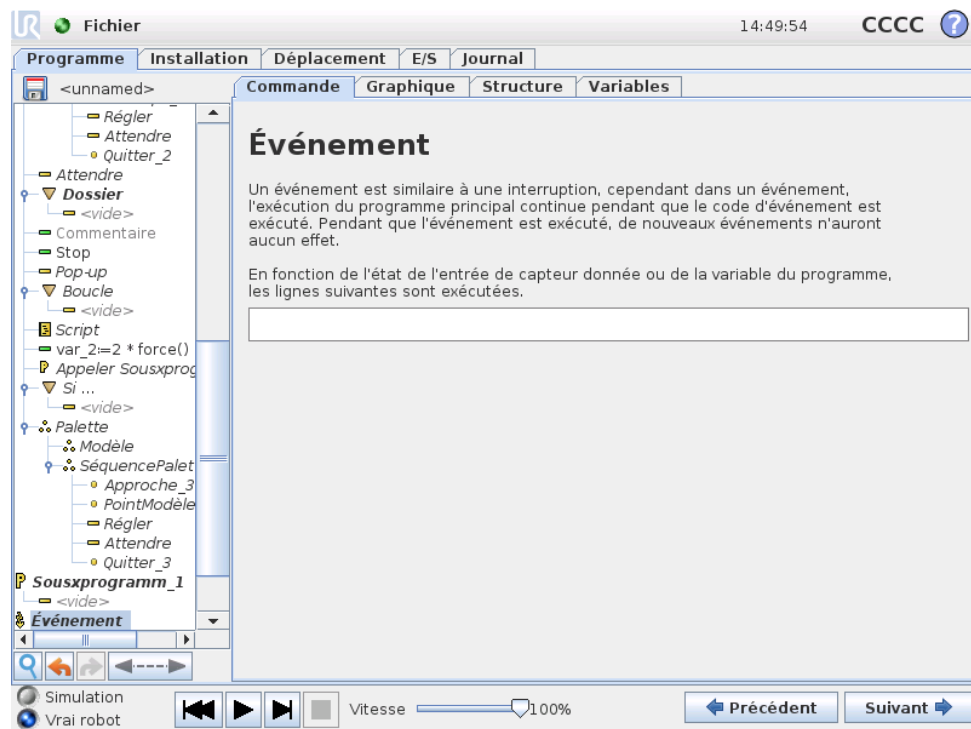 Fichier
14:49:54
CCCC
?
Programme
Installation
Déplacement
E/S
Journal
<unnamed>
Commande
Graphique
Structure
Variables
Régler
Attendre
Quitter_2
Attendre
Dossier
<vide>
Commentaire
Stop
Pop-up
Boucle
<vide>
Script
var_2:=2 * force()
Appeler Sousxprog
Si ...
<vide>
Palette
Modèle
SéquencePalet
Approche_3
PointModèle
Régler
Attendre
Quitter_3
Sousxprogramm_1
<vide>
Événement
Événement
Un événement est similaire à une interruption, cependant dans un événement,
l'exécution du programme principal continue pendant que le code d'événement est
exécuté. Pendant que l'événement est exécuté, de nouveaux événements n'auront
aucun effet.
En fonction de l'état de l'entrée de capteur donnée ou de la variable du programme,
les lignes suivantes sont exécutées.
Simulation
Vrai robot
Vitesse
100%
Précédent
Suivant